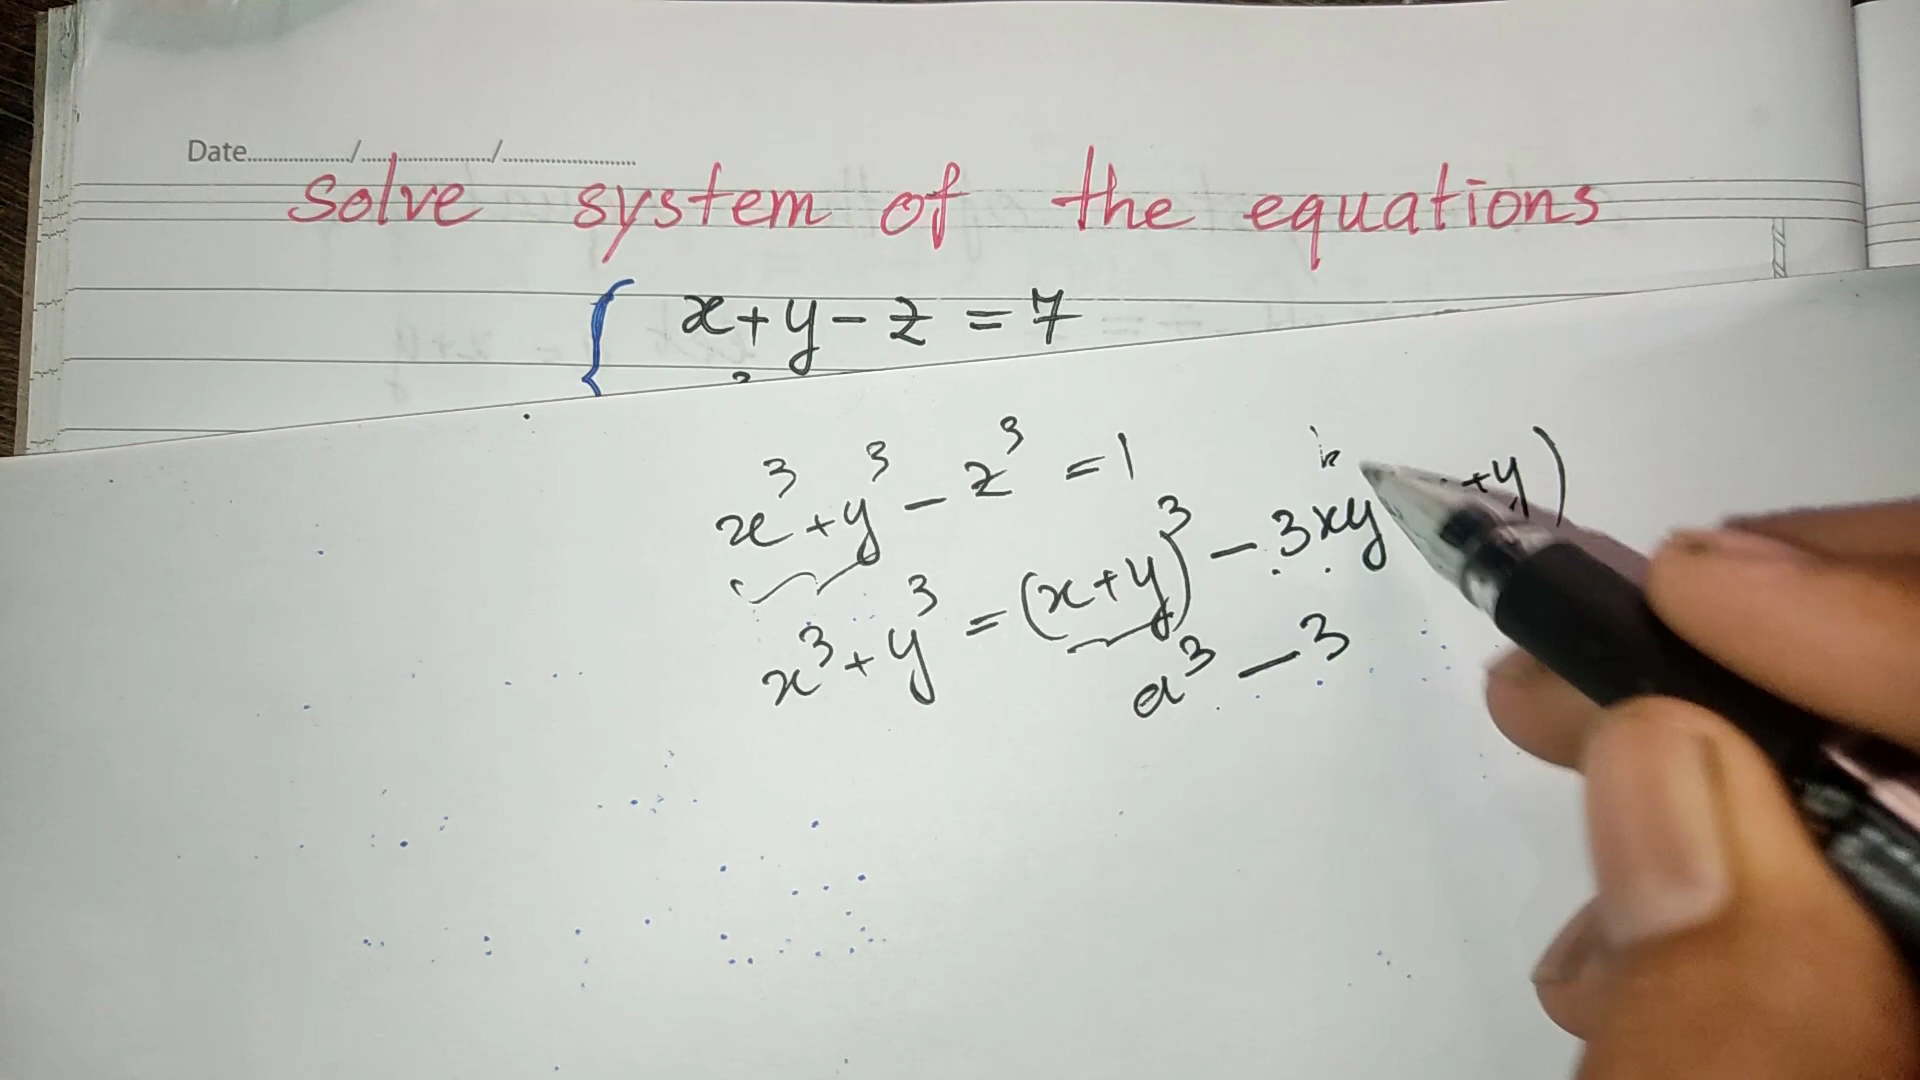 Date............/............/............
Solve system of the equations
x+y-z=7
x³+y³-z³=1
x³+y³=(x+y)³-3xy +y)
a³-3